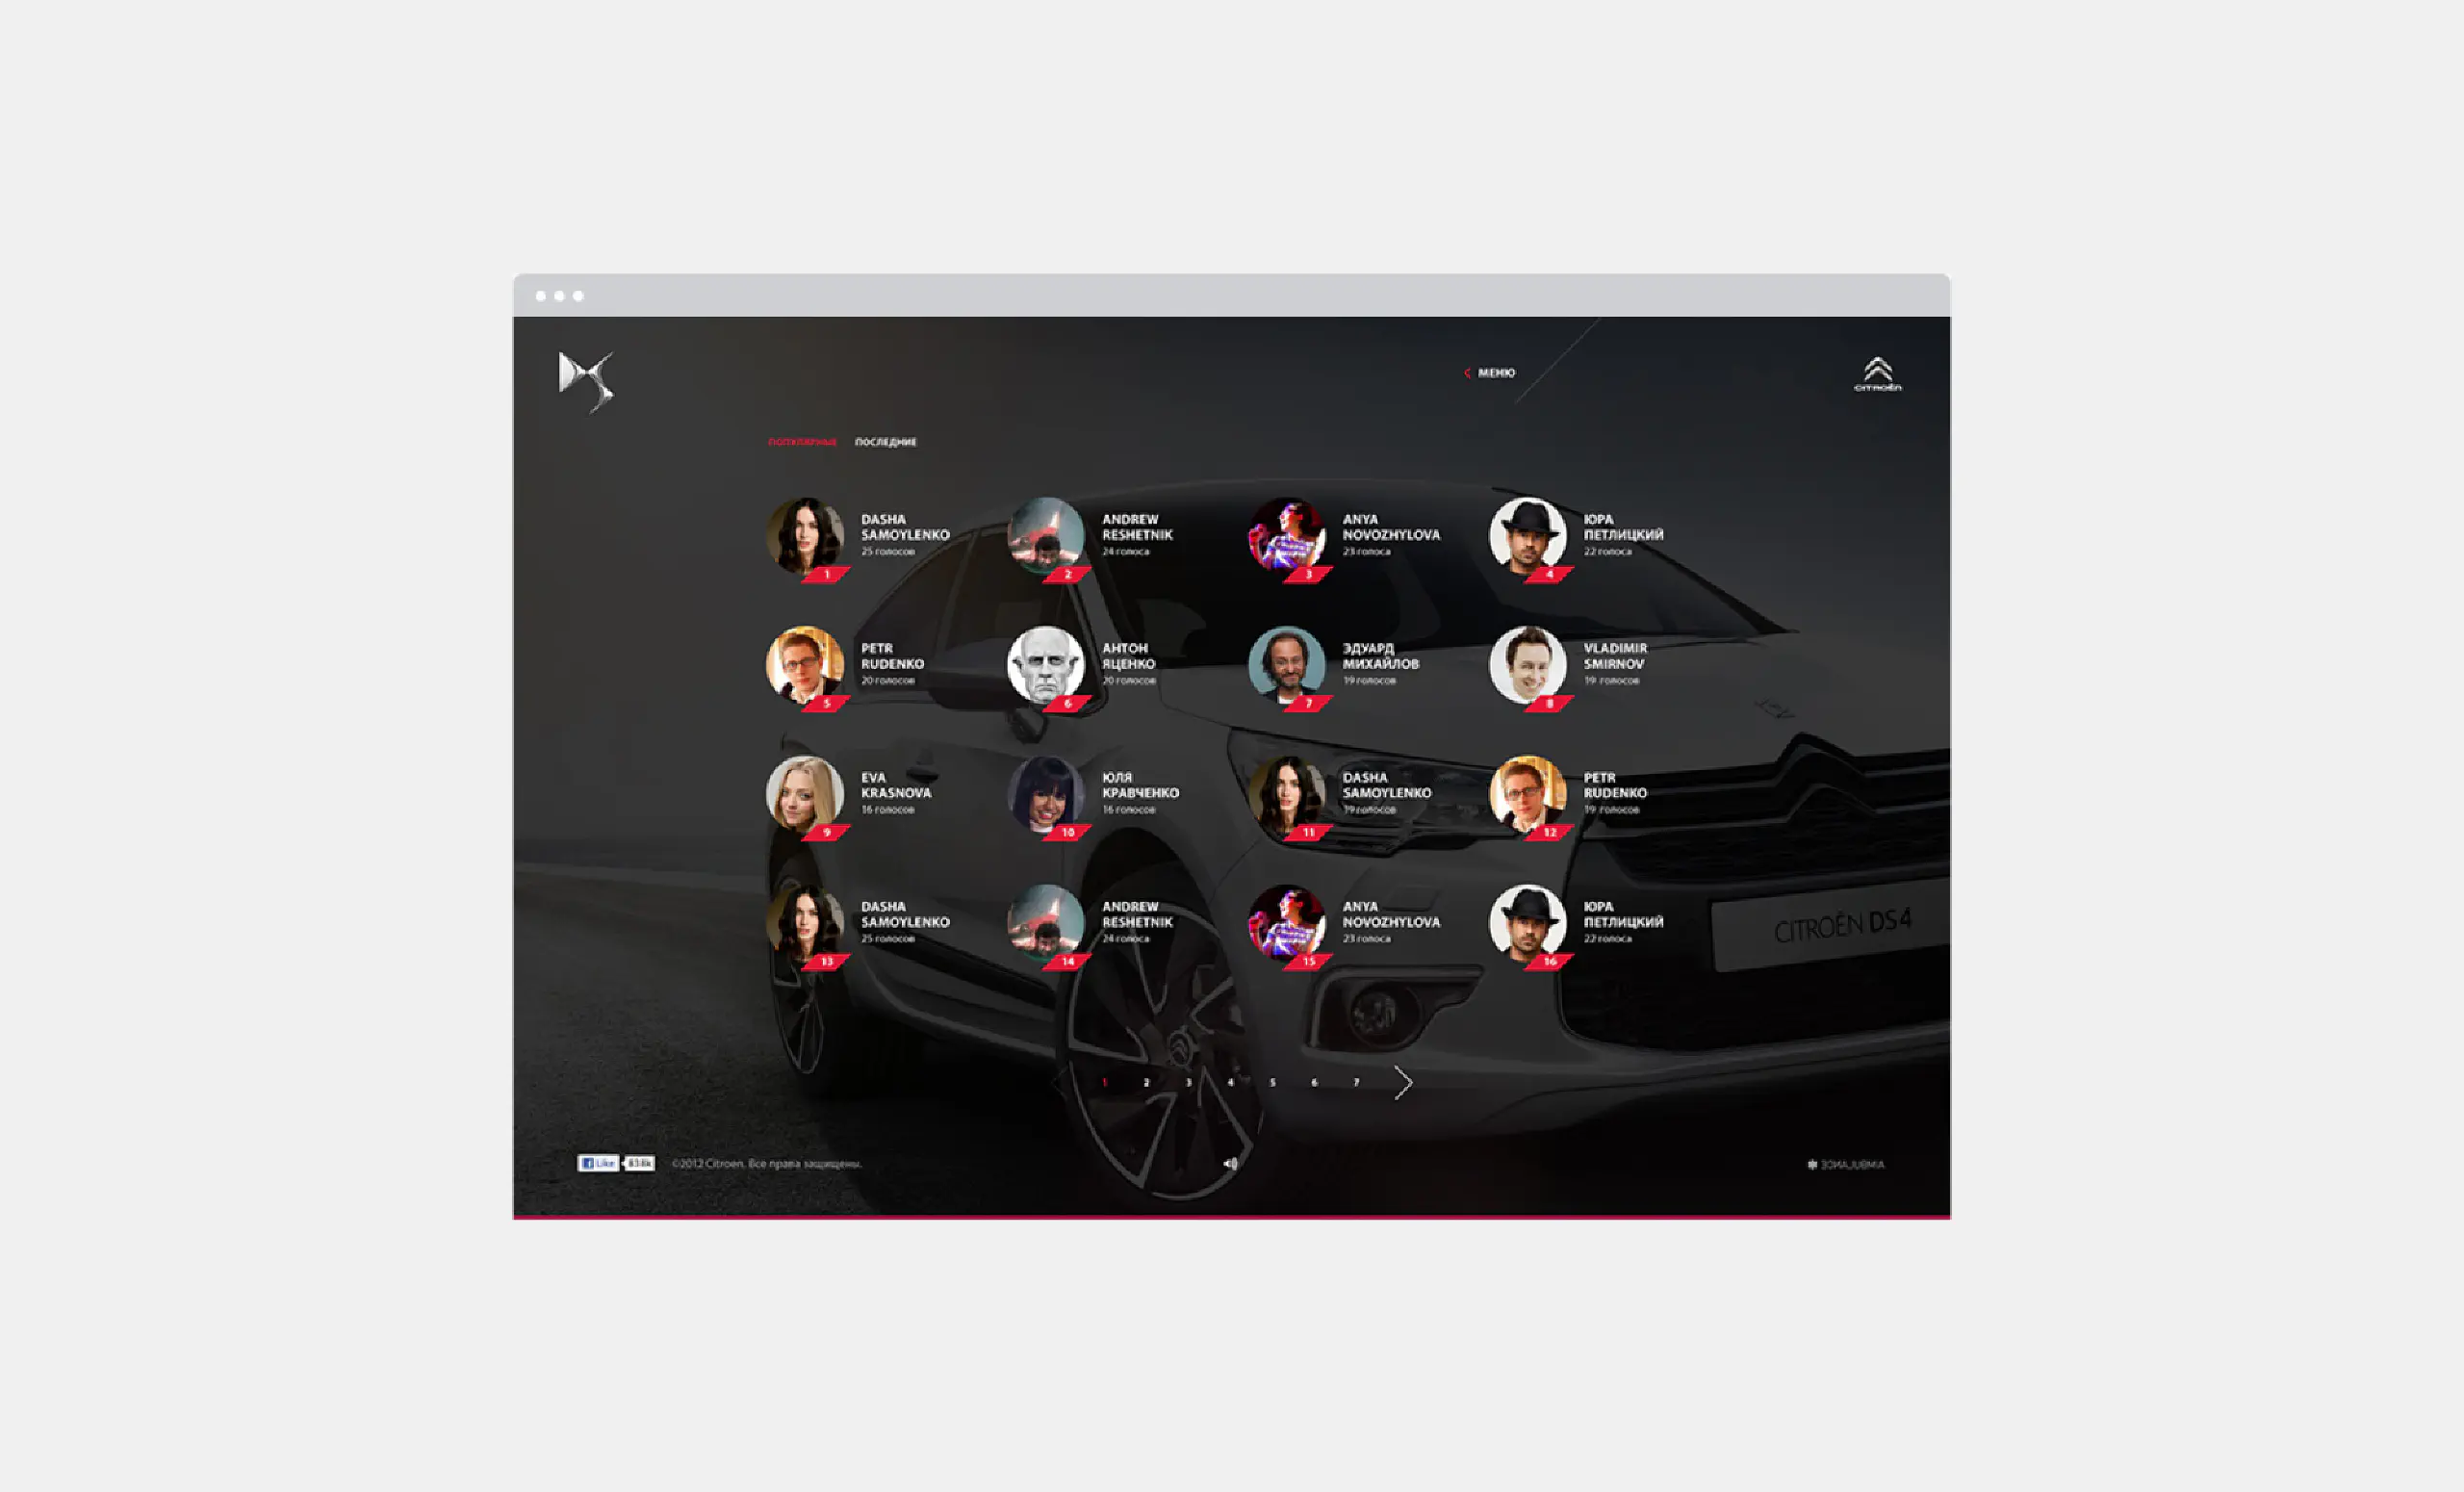 МЕНЮ
CITROËN
ПОПУЛЯРНЫЕ ПОСЛЕДНИЕ
DASHA
SAMOYLENKO
25 голосов
1
ANDREW
RESHETNIK
24 голоса
2
ANYA
NOVOZHYLOVA
23 голоса
3
ЮРА
ПЕТЛИЦКИЙ
22 голоса
4
PETR
RUDENKO
20 голосов
5
АНТОН
ЯЦЕНКО
20 голосов
6
ЭДУАРД
МИХАЙЛОВ
19 голосов
7
VLADIMIR
SMIRNOV
19 голосов
8
EVA
KRASNOVA
16 голосов
9
ЮЛЯ
КРАВЧЕНКО
16 голосов
10
DASHA
SAMOYLENKO
19 голосов
11
PETR
RUDENKO
19 голосов
12
DASHA
SAMOYLENKO
25 голосов
13
ANDREW
RESHETNIK
24 голоса
14
ANYA
NOVOZHYLOVA
23 голоса
15
ЮРА
ПЕТЛИЦКИЙ
22 голоса
16
CITROËN DS4
1 2 3 4 5 6 7
Like 838k ©2012 Citroen. Все права защищены.